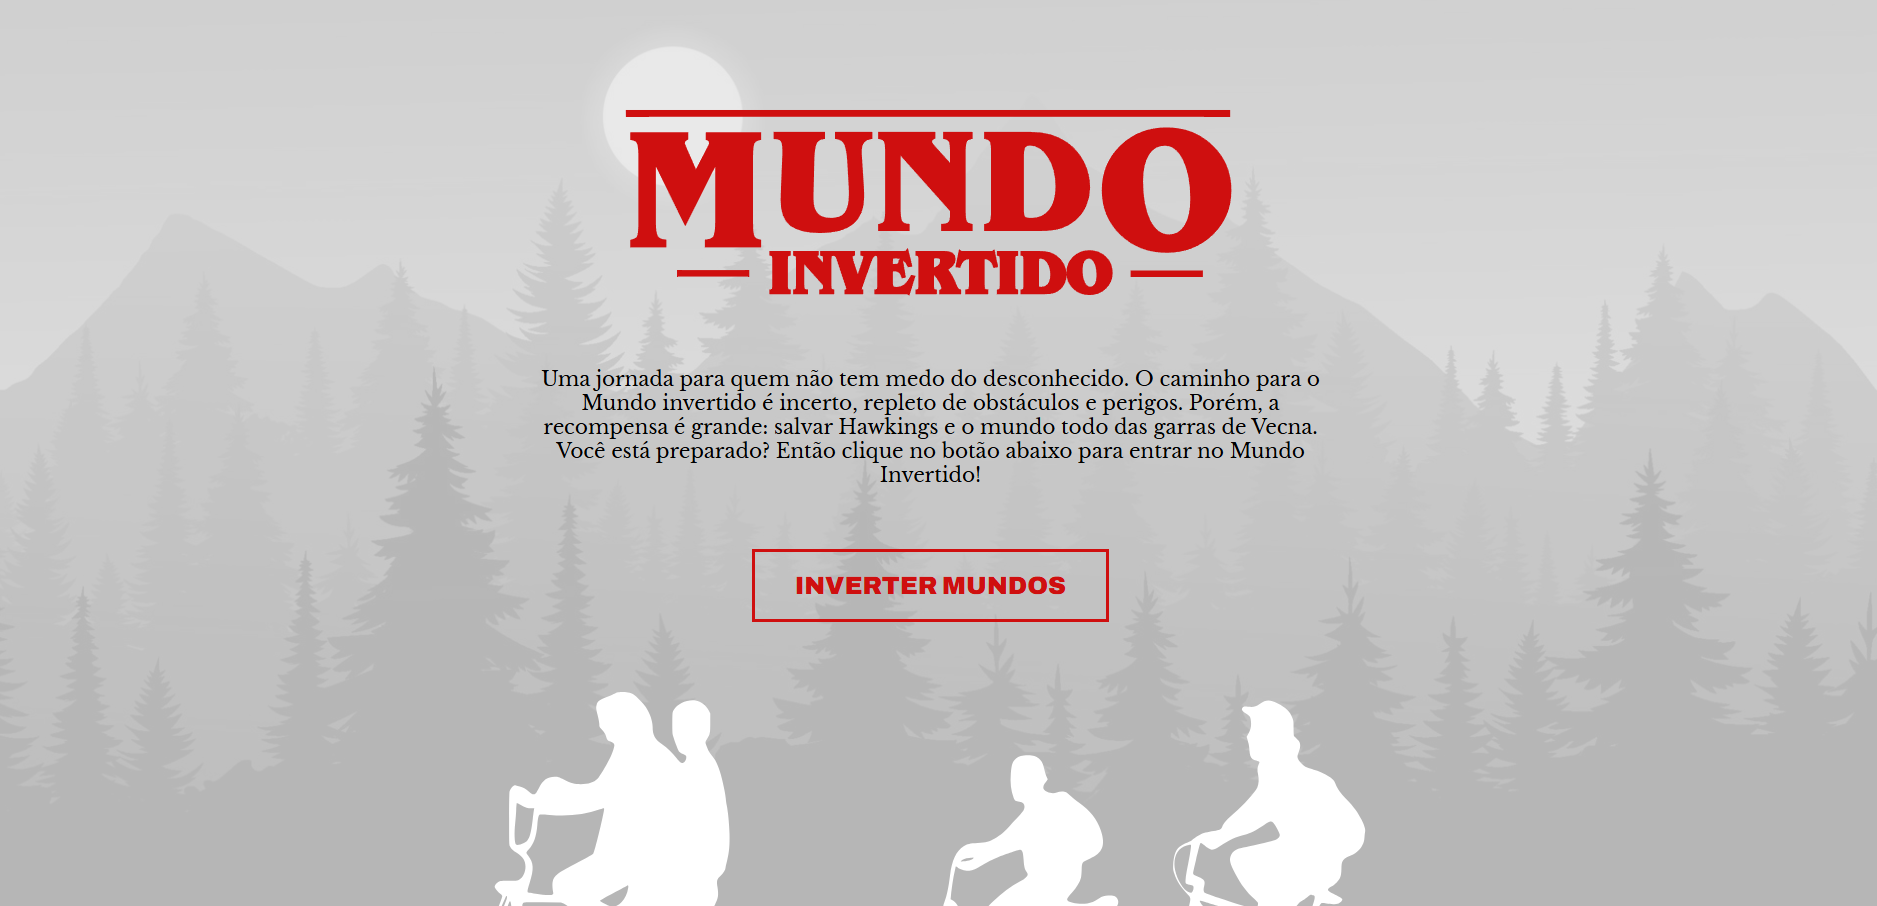 MUNDO
INVERTIDO
Uma jornada para quem não tem medo do desconhecido. O caminho para o
Mundo invertido é incerto, repleto de obstáculos e perigos. Porém, a
recompensa é grande: salvar Hawkings e o mundo todo das garras de Vecna.
Você está preparado? Então clique no botão abaixo para entrar no Mundo
Invertido!
INVERTER MUNDOS